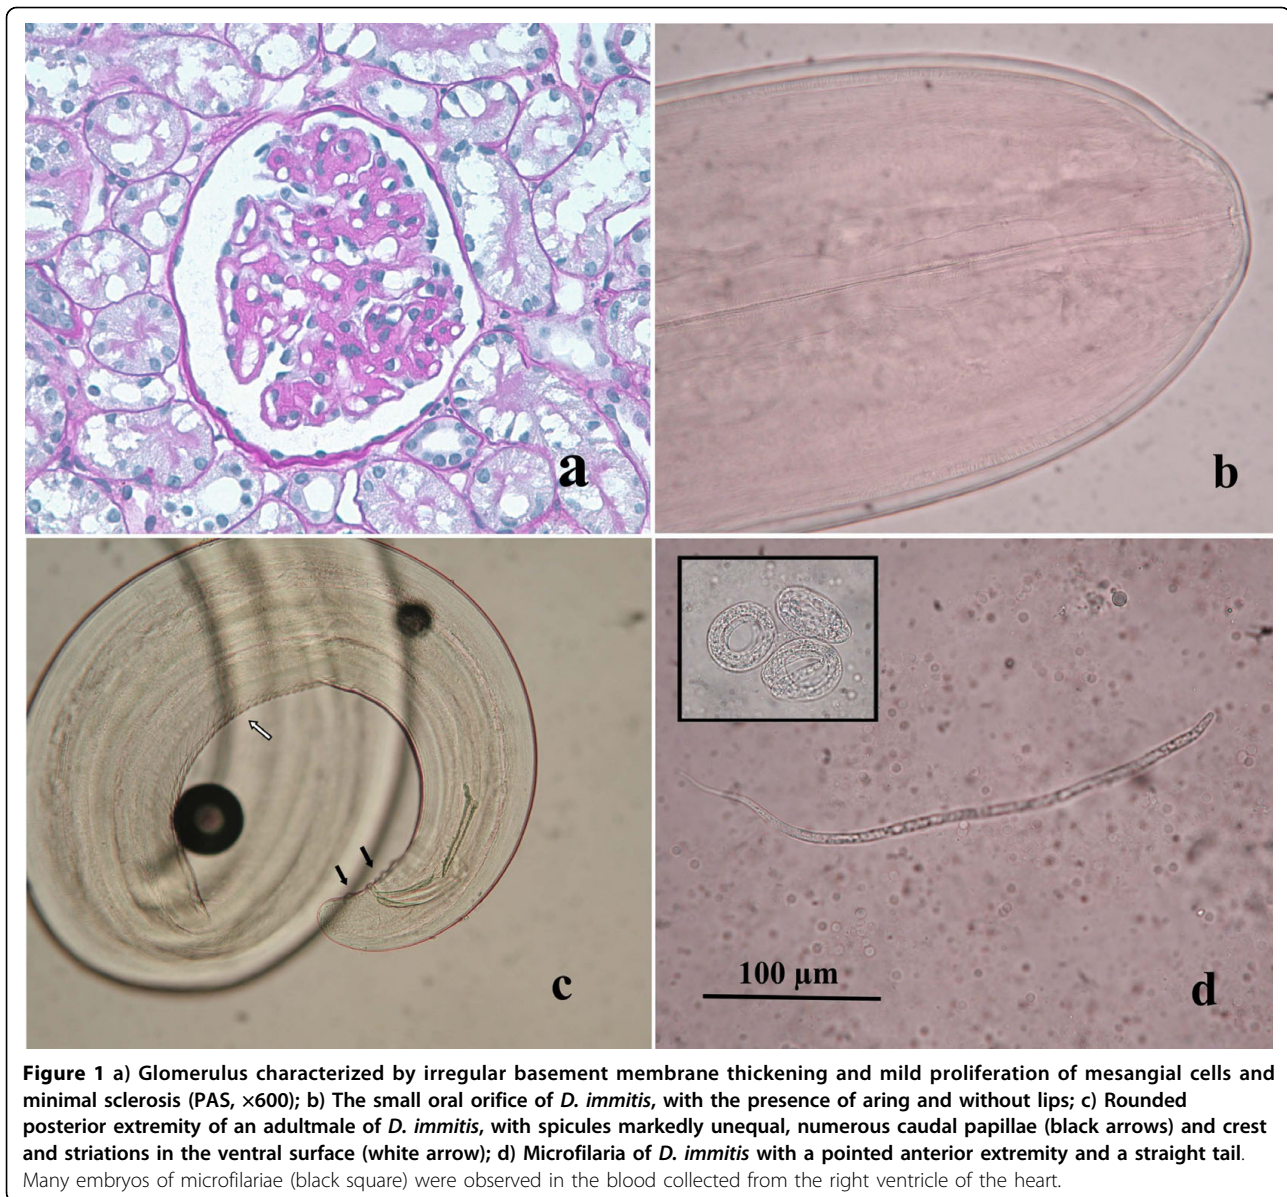 a
b
c
100 µm
d
Figure 1 a) Glomerulus characterized by irregular basement membrane thickening and mild proliferation of mesangial cells and
minimal sclerosis (PAS, ×600); b) The small oral orifice of D. immitis, with the presence of aring and without lips; c) Rounded
posterior extremity of an adultmale of D. immitis, with spicules markedly unequal, numerous caudal papillae (black arrows) and crest
and striations in the ventral surface (white arrow); d) Microfilaria of D. immitis with a pointed anterior extremity and a straight tail.
Many embryos of microfilariae (black square) were observed in the blood collected from the right ventricle of the heart.